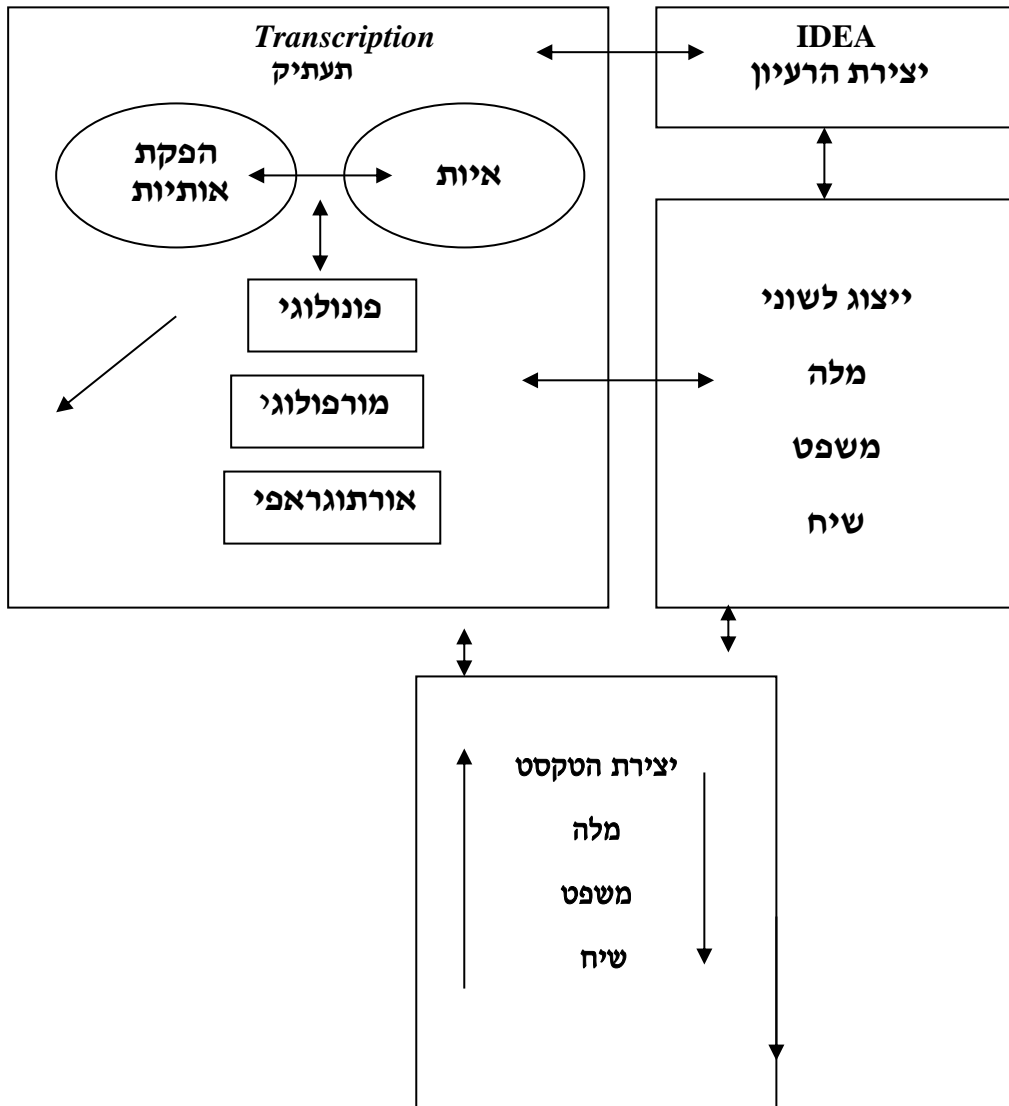 Transcription
תעתיק
IDEA
יצירת הרעיון
איות
הפקת
אותיות
פונולוגי
מורפולוגי
אורתוגראפי
ייצוג לשוני
מלה
משפט
שיח
יצירת הטקסט
מלה
משפט
שיח